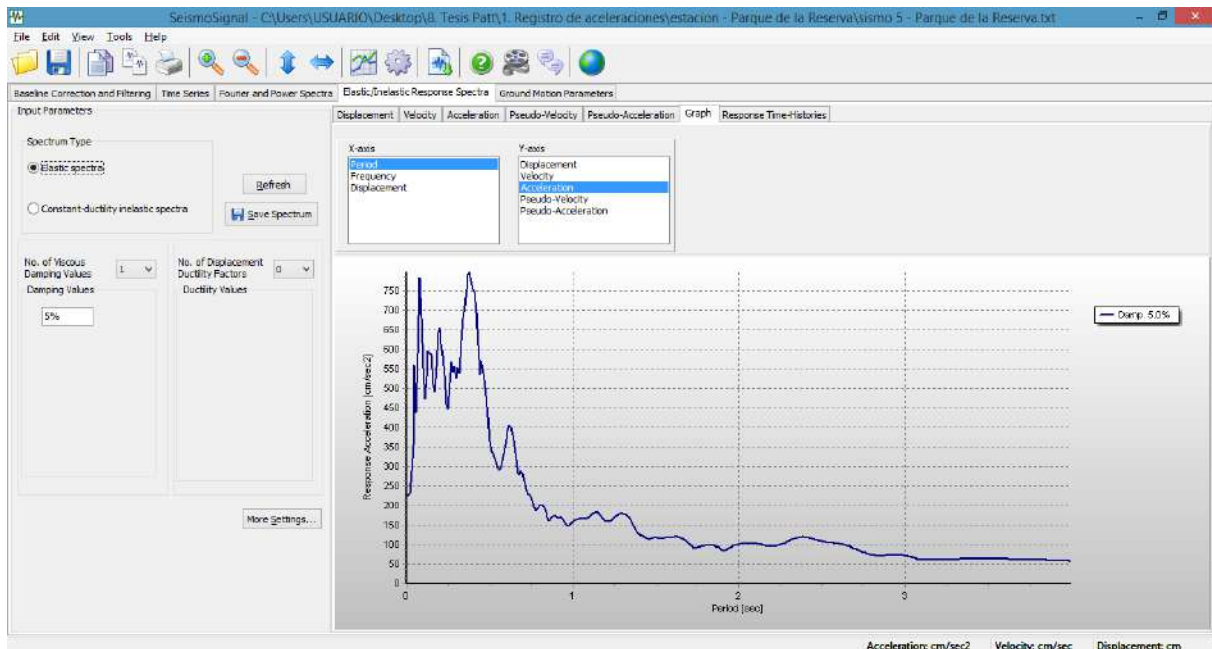 SeismoSignal - C:\Users\USUARIO\Desktop\8. Tesis Patt\1. Registro de aceleraciones\estacion - Parque de la Reserva\sismo 5 - Parque de la Reserva.txt
File Edit View Tools Help
Baseline Correction and Filtering Time Series Fourier and Power Spectra Elastic/Inelastic Response Spectra Ground Motion Parameters
Input Parameters
Displacement Velocity Acceleration Pseudo-Velocity Pseudo-Acceleration Graph Response Time-Histories
Spectrum Type
Elastic spectra
Constant-ductility inelastic spectra
Refresh
Save Spectrum
X-axis
Period
Frequency
Displacement
Y-axis
Displacement
Velocity
Acceleration
Pseudo-Velocity
Pseudo-Acceleration
No. of Viscous
Damping Values
1
No. of Displacement
Ductility Factors
0
Damping Values
5%
Ductility Values
More Settings...
Response Acceleration [cm/sec2]
750
700
650
600
550
500
450
400
350
300
250
200
150
100
50
0
0 1 2 3
Period [sec]
Damp. 5.0%
Acceleration: cm/sec2 Velocity: cm/sec Displacement: cm